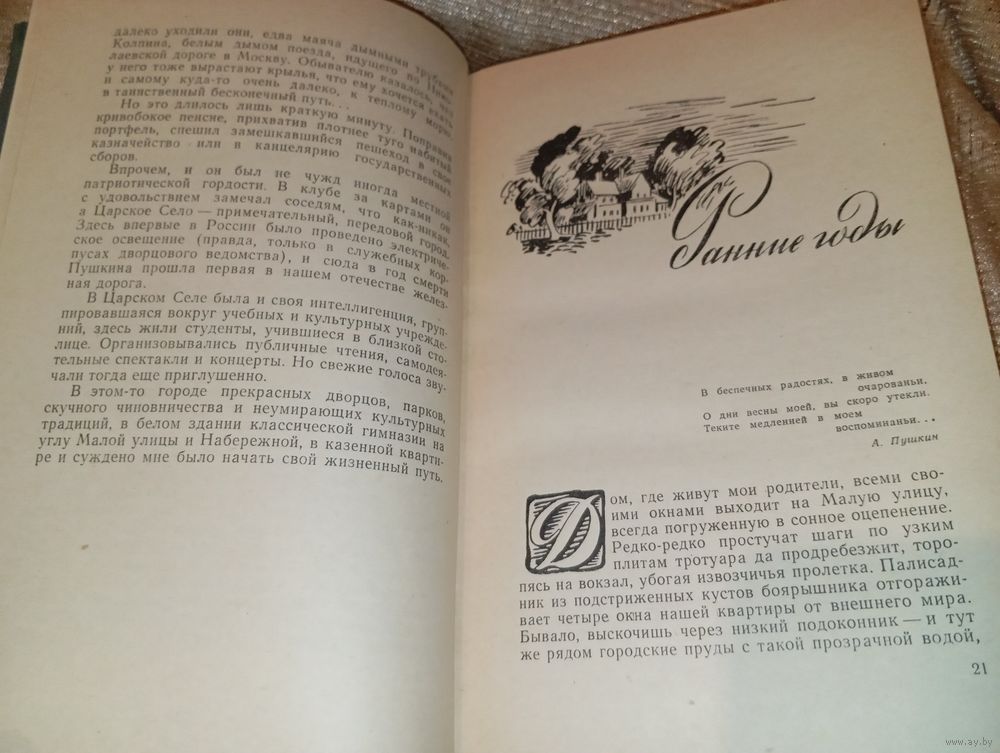 далеко уходили они, едва маяча дымными трубами
Колпина, белым дымом поезда, идущего по Нико-
лаевской дороге в Москву. Обывателю казалось, что
у него тоже вырастают крылья, что ему хочется ехать
и самому куда-то очень далеко, к теплому морю,
в таинственный бесконечный путь...
Но это длилось лишь краткую минуту. Поправив
кривобокое пенсне, прихватив плотнее туго набитый
портфель, спешил замешкавшийся пешеход в свое
казначейство или в канцелярию государственных
сборов.
Впрочем, и он был не чужд иногда местной
патриотической гордости. В клубе за картами он
с удовольствием замечал соседям, что как-никак,
а Царское Село — примечательный, передовой город.
Здесь впервые в России было проведено электриче-
ское освещение (правда, только в служебных кор-
пусах дворцового ведомства), и сюда в год смерти
Пушкина прошла первая в нашем отечестве желез-
ная дорога.
В Царском Селе была и своя интеллигенция, груп-
пировавшаяся вокруг учебных и культурных учрежде-
ний, здесь жили студенты, учившиеся в близкой сто-
лице. Организовывались публичные чтения, самодея-
тельные спектакли и концерты. Но свежие голоса зву-
чали тогда еще приглушенно.
В этом-то городе прекрасных дворцов, парков,
скучного чиновничества и неумирающих культурных
традиций, в белом здании классической гимназии на
углу Малой улицы и Набережной, в казенной кварти-
ре и суждено мне было начать свой жизненный путь.
Ранние годы
В беспечных радостях, в живом
очарованьи,
О дни весны моей, вы скоро утекли.
Теките медленней в моем
воспоминаньи...
А. Пушкин
Дом, где живут мои родители, всеми сво-
ими окнами выходит на Малую улицу,
всегда погруженную в сонное оцепенение.
Редко-редко простучат шаги по узким
плитам тротуара да продребезжит, торо-
пясь на вокзал, убогая извозчичья пролетка. Палисад-
ник из подстриженных кустов боярышника отгоражи-
вает четыре окна нашей квартиры от внешнего мира.
Бывало, выскочишь через низкий подоконник — и тут
же рядом городские пруды с такой прозрачной водой,
21
www.ay.by